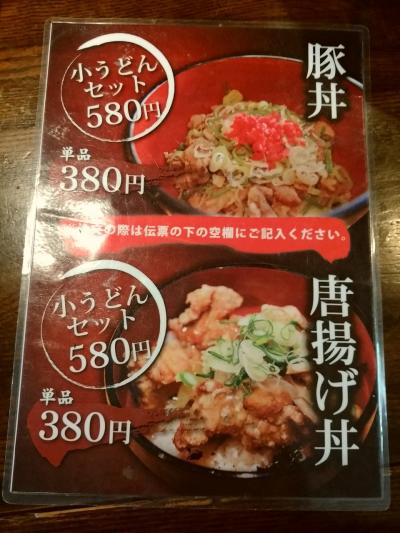 豚丼
小うどん
セット
580円
単品
380円
の際は伝票の下の空欄にご記入ください。
唐揚げ丼
小うどん
セット
580円
単品
380円